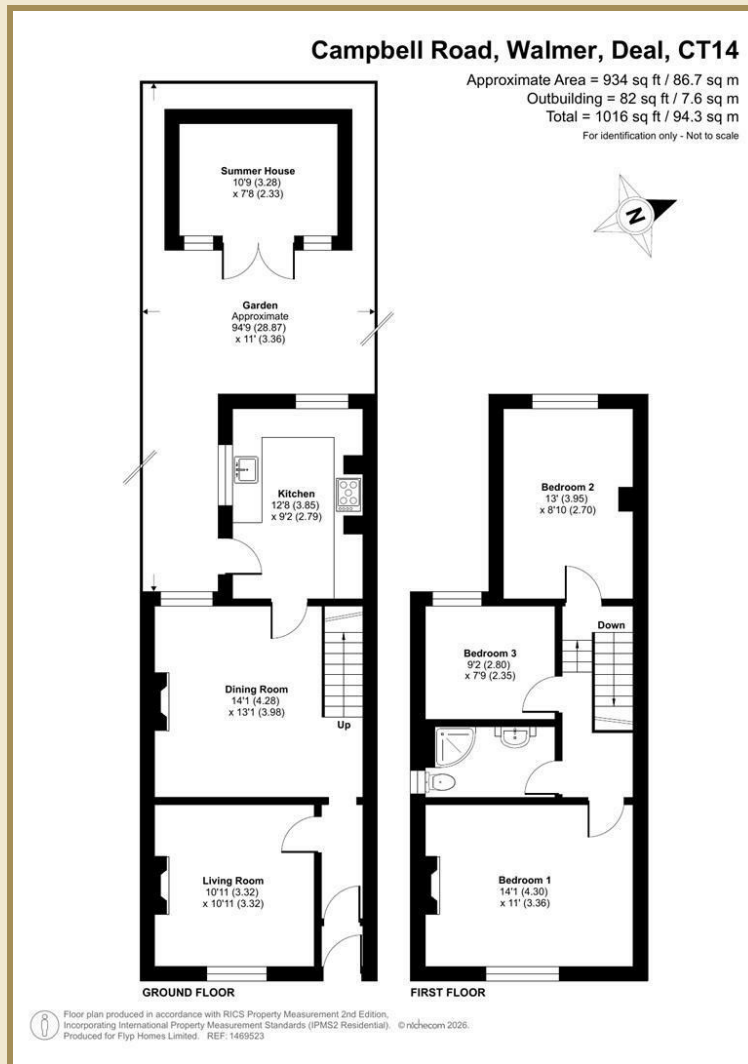 Campbell Road, Walmer, Deal, CT14
Approximate Area = 934 sq ft / 86.7 sq m
Outbuilding = 82 sq ft / 7.6 sq m
Total = 1016 sq ft / 94.3 sq m
For identification only - Not to scale
N
Summer House
10'9 (3.28)
x 7'8 (2.33)
Garden
Approximate
94'9 (28.87)
x 11' (3.36)
Kitchen
12'8 (3.85)
x 9'2 (2.79)
Dining Room
14'1 (4.28)
x 13'1 (3.98)
Up
Living Room
10'11 (3.32)
x 10'11 (3.32)
GROUND FLOOR
Bedroom 2
13' (3.95)
x 8'10 (2.70)
Down
Bedroom 3
9'2 (2.80)
x 7'9 (2.35)
Bedroom 1
14'1 (4.30)
x 11' (3.36)
FIRST FLOOR
Floor plan produced in accordance with RICS Property Measurement 2nd Edition,
Incorporating International Property Measurement Standards (IPMS2 Residential). © nichecom 2026.
Produced for Flyp Homes Limited. REF: 1469523